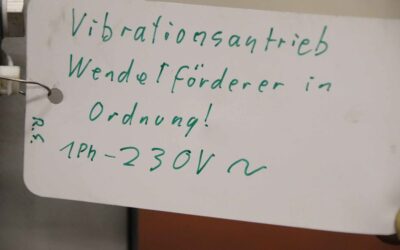 Vibrationsantrieb
Wendelförderer in
Ordnung!
1Ph-230V ~
R.S.